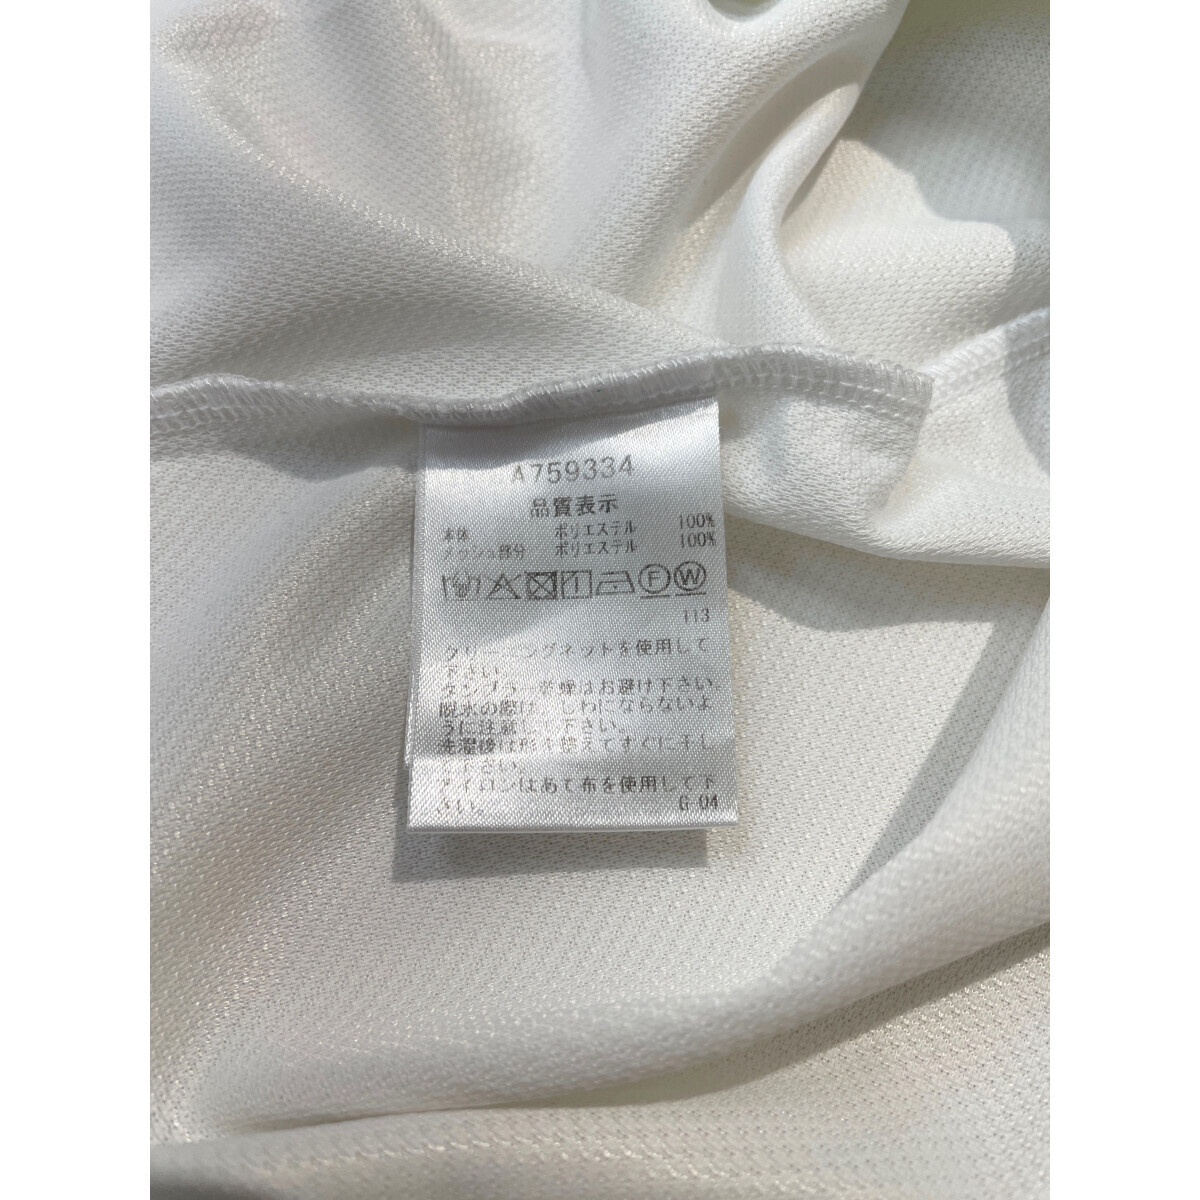 A759334
品質表示
本体 ポリエステル 100%
メッシュ部分 ポリエステル 100%
F W
113
クリーニングネットを使用して
下さい。
タンブラー乾燥はお避け下さい。
脱水の際は、しわにならないよ
うに注意して下さい。
洗濯後は形を整えてすぐに干し
て下さい。
アイロンはあて布を使用して下
さい。 G-04